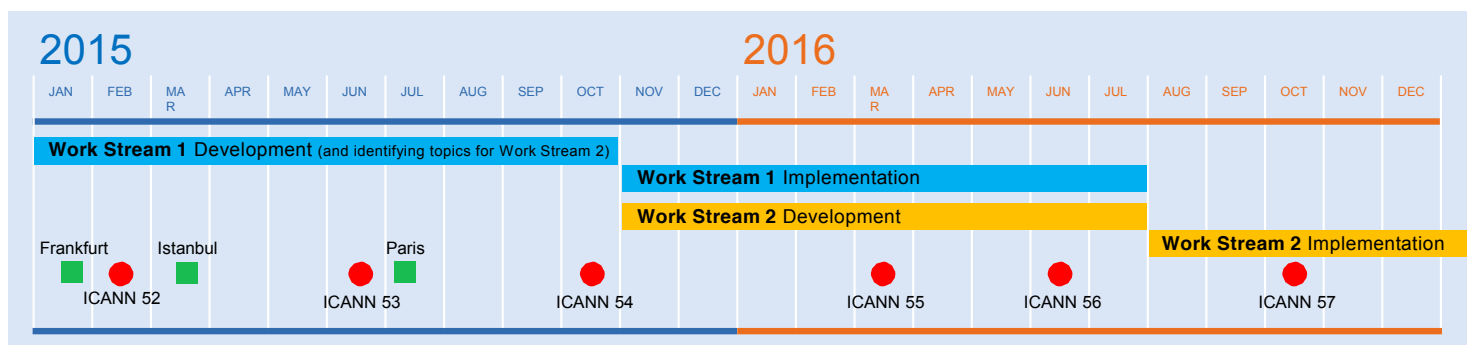 2015 2016
JAN FEB MA
R APR MAY JUN JUL AUG SEP OCT NOV DEC JAN FEB MA
R APR MAY JUN JUL AUG SEP OCT NOV DEC
Work Stream 1 Development (and identifying topics for Work Stream 2)
Work Stream 1 Implementation
Work Stream 2 Development
Work Stream 2 Implementation
Frankfurt Istanbul Paris
ICANN 52 ICANN 53 ICANN 54 ICANN 55 ICANN 56 ICANN 57